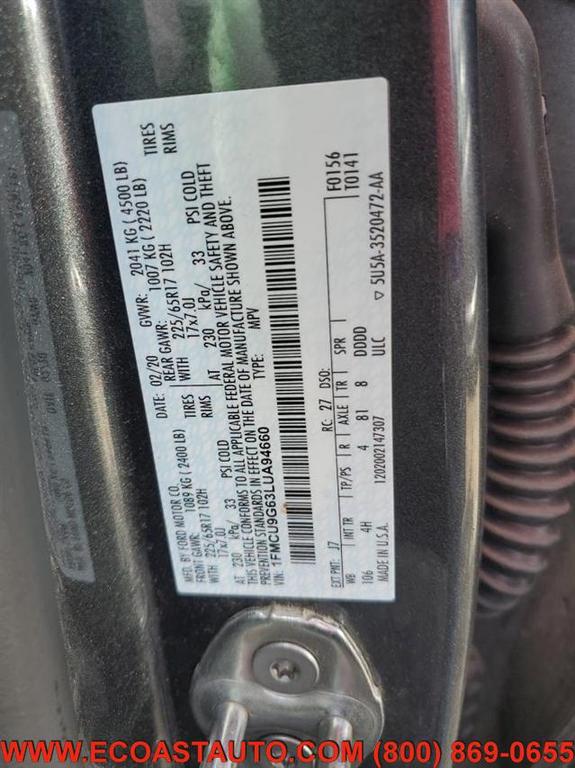 MFD. BY FORD MOTOR CO. DATE: 02/20 GVWR: 2041 KG ( 4500 LB)
FRONT GAWR: 1089 KG ( 2400 LB) REAR GAWR: 1007 KG ( 2220 LB)
WITH 225/65R17 102H TIRES WITH 225/65R17 102H TIRES
17x7.0J RIMS 17x7.0J RIMS
AT 230 kPa/ 33 PSI COLD AT 230 kPa/ 33 PSI COLD
THIS VEHICLE CONFORMS TO ALL APPLICABLE FEDERAL MOTOR VEHICLE SAFETY AND THEFT
PREVENTION STANDARDS IN EFFECT ON THE DATE OF MANUFACTURE SHOWN ABOVE.
VIN: 1FMCU9G63LUA94660 TYPE: MPV
F0156
T0141
EXT PNT: J7 RC: 27 DSO:
WB INT TR TP/PS R AXLE TR SPR
106 4H 4 81 8 DDDD
MADE IN U.S.A. 1202002147307 ULC
▽ 5U5A-3520472-AA
WWW.ECOASTAUTO.COM (800) 869-0655